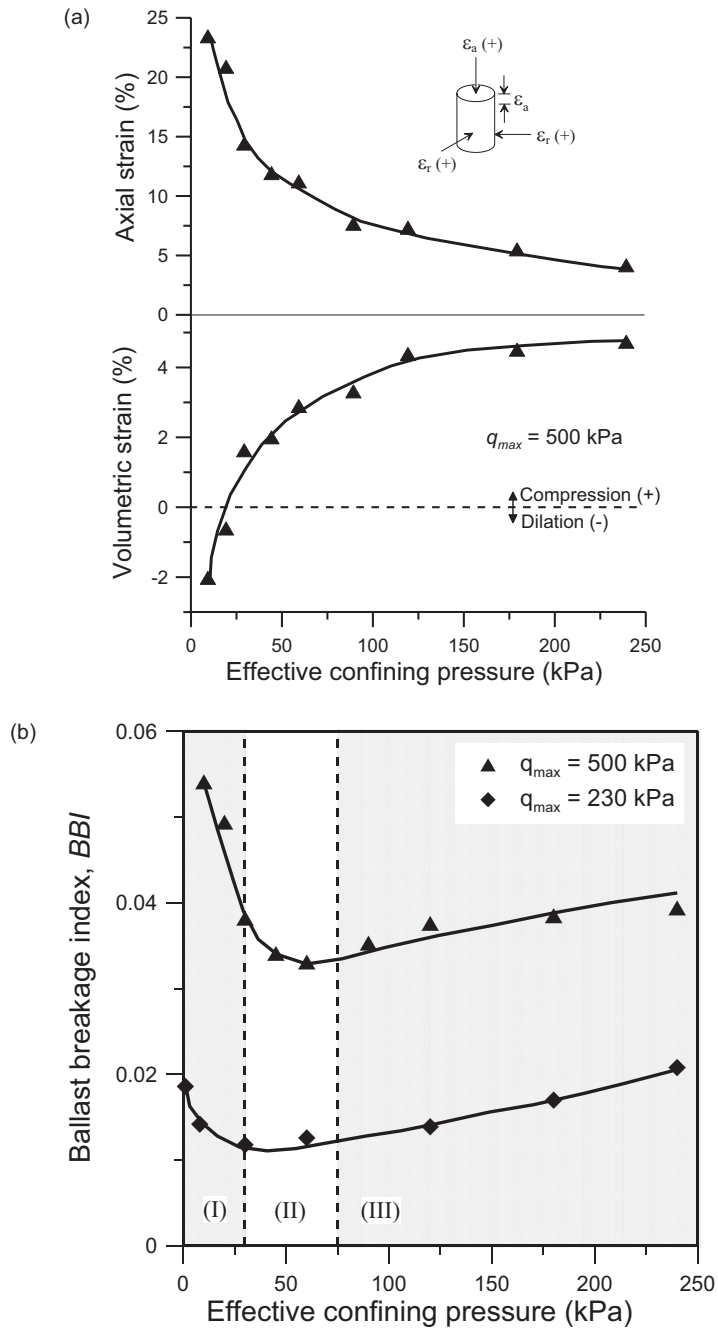 (a)
25
20
15
10
5
0
Axial strain (%)
εa (+)
εa
εr (+)
εr (+)
4
2
0
-2
Volumetric strain (%)
qmax = 500 kPa
Compression (+)
Dilation (-)
0 50 100 150 200 250
Effective confining pressure (kPa)
(b)
0.06
0.04
0.02
0
Ballast breakage index, BBI
qmax = 500 kPa
qmax = 230 kPa
(I) (II) (III)
0 50 100 150 200 250
Effective confining pressure (kPa)